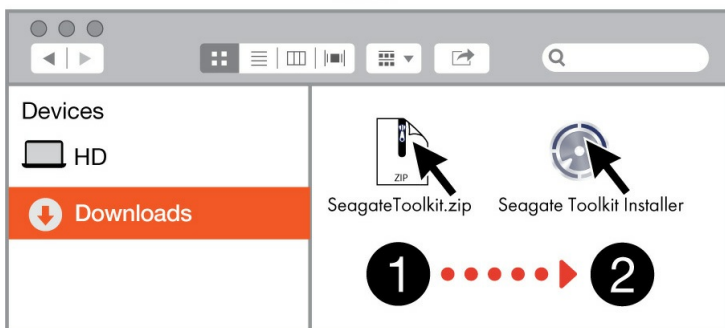 Devices
HD
Downloads
ZIP
SeagateToolkit.zip
Seagate Toolkit Installer
1
2